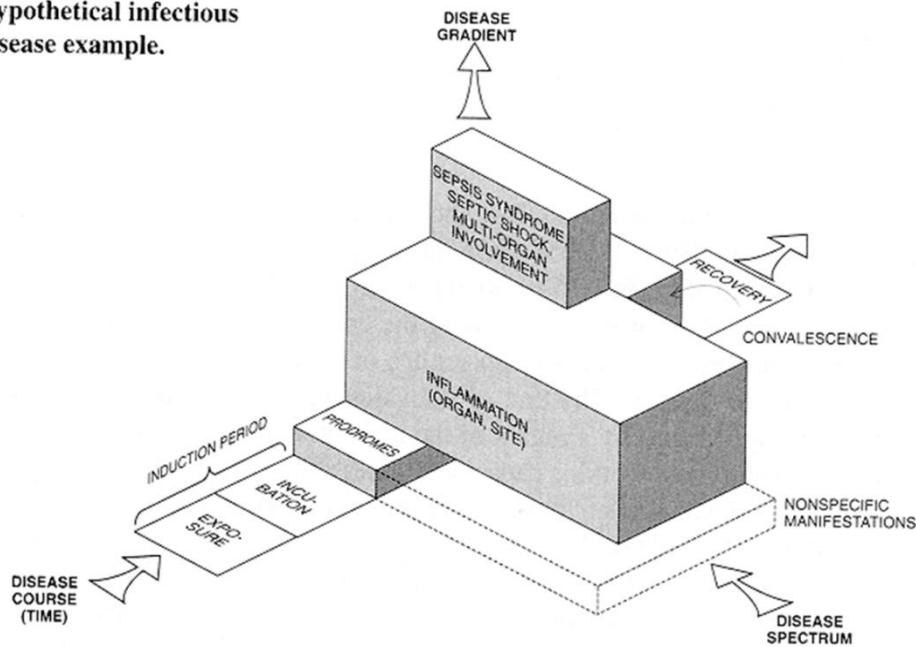 ypothetical infectious
sease example.
DISEASE
GRADIENT
SEPSIS SYNDROME,
SEPTIC SHOCK,
MULTI-ORGAN
INVOLVEMENT
RECOVERY
CONVALESCENCE
INFLAMMATION
(ORGAN, SITE)
PRODROMES
INDUCTION PERIOD
INCU-
BATION
EXPO-
SURE
NONSPECIFIC
MANIFESTATIONS
DISEASE
COURSE
(TIME)
DISEASE
SPECTRUM